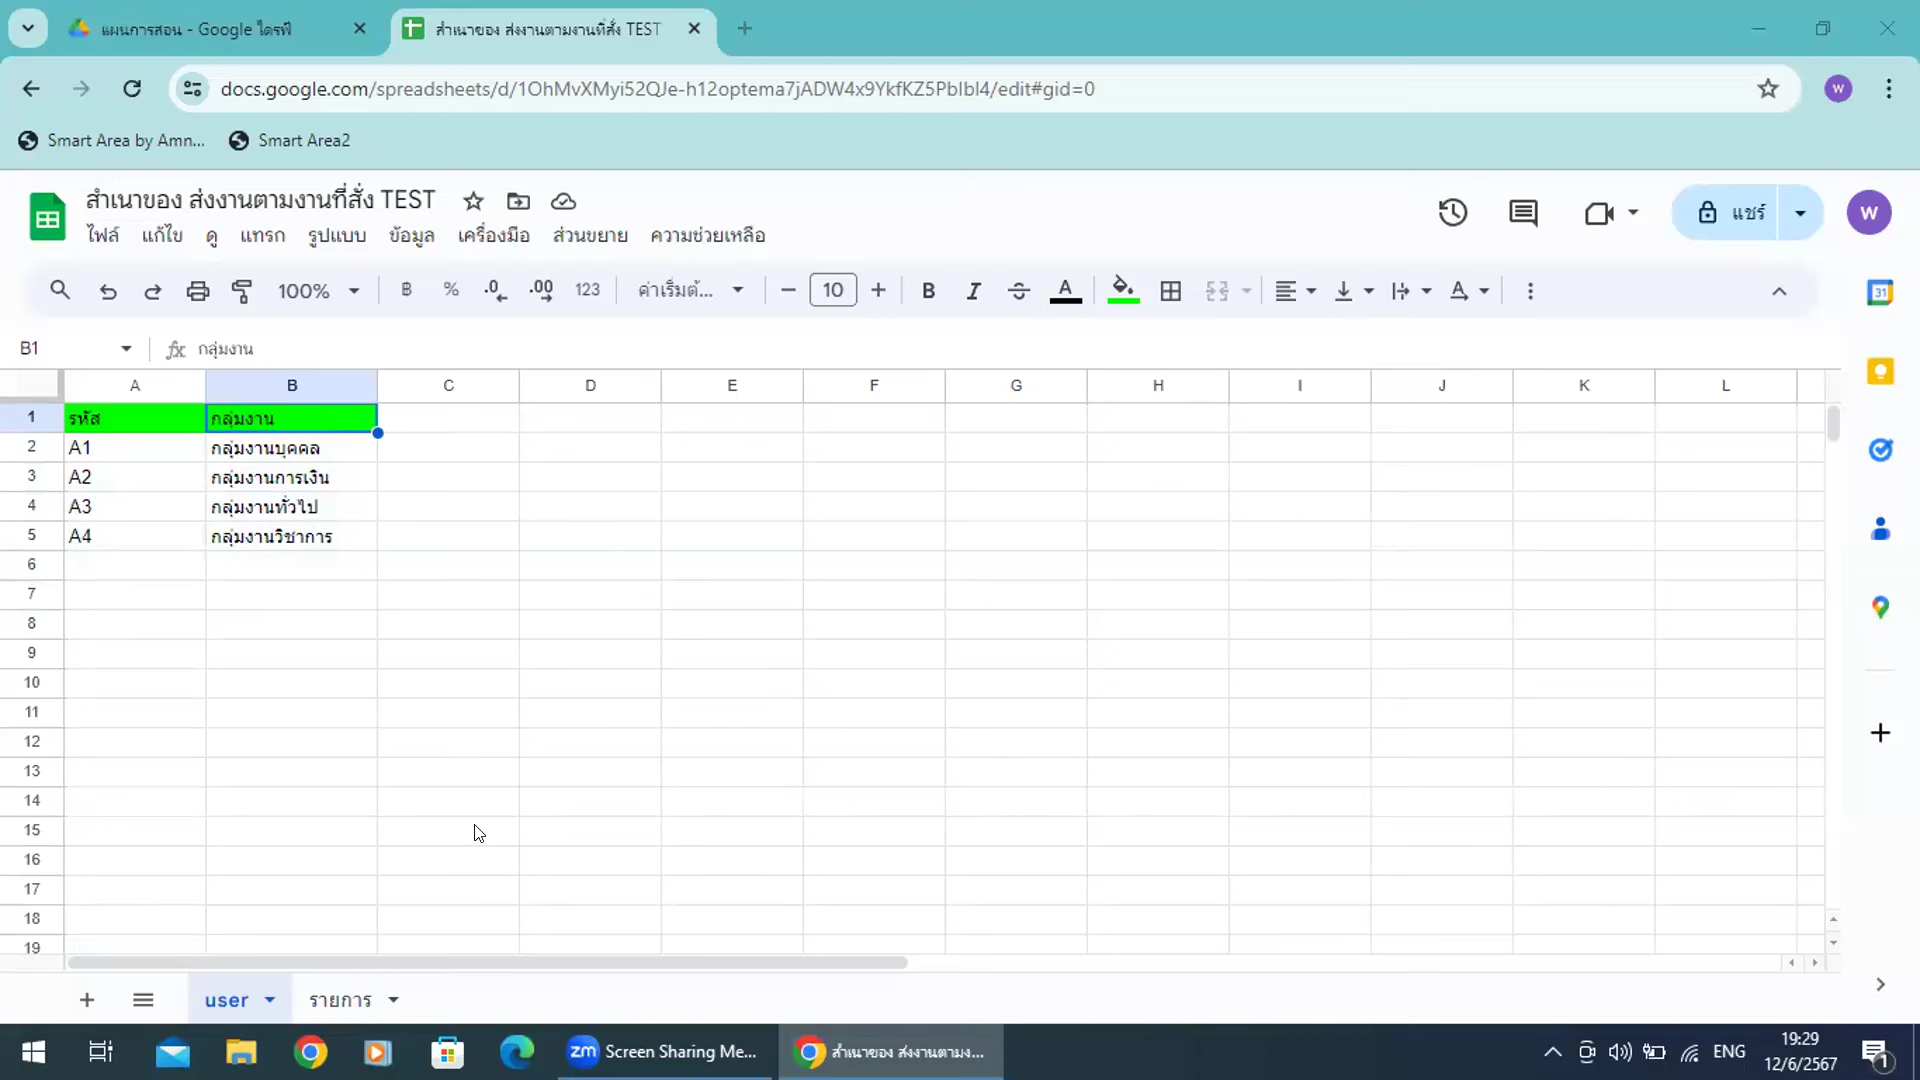 แผนการสอน - Google ไดรฟ์
สำเนาของ ส่งงานตามงานที่สั่ง TEST
docs.google.com/spreadsheets/d/1OhMvXMyi52QJe-h12optema7jADW4x9YkfKZ5PbIbI4/edit#gid=0
W
Smart Area by Amn...
Smart Area2
สำเนาของ ส่งงานตามงานที่สั่ง TEST
แชร์
W
ไฟล์ แก้ไข ดู แทรก รูปแบบ ข้อมูล เครื่องมือ ส่วนขยาย ความช่วยเหลือ
100% B % .0 .00 123 ค่าเริ่มต้... 10 B I A A
31
B1 fx กลุ่มงาน
A B C D E F G H I J K L
1 รหัส กลุ่มงาน
2 A1 กลุ่มงานบุคคล
3 A2 กลุ่มงานการเงิน
4 A3 กลุ่มงานทั่วไป
5 A4 กลุ่มงานวิชาการ
6
7
8
9
10
11
12
13
14
15
16
17
18
19
user รายการ
zm Screen Sharing Me...
สำเนาของ ส่งงานตามง...
ENG
19:29
12/6/2567
1